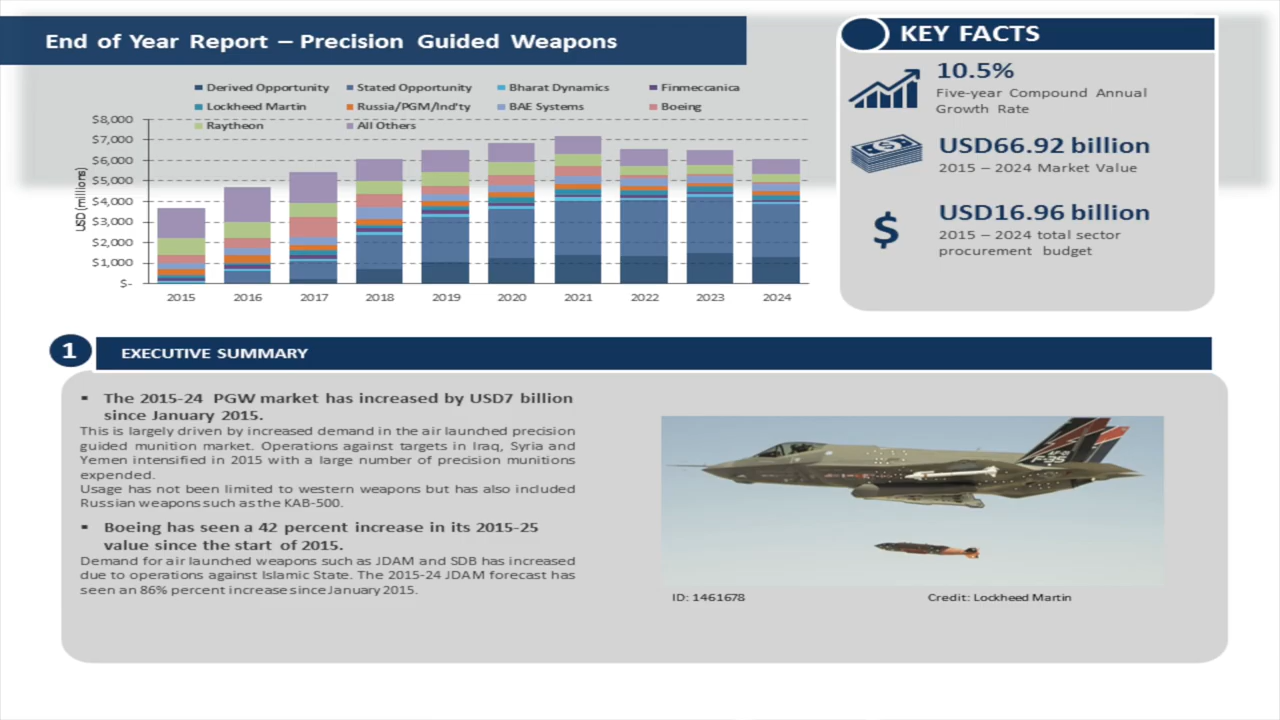 End of Year Report – Precision Guided Weapons
KEY FACTS
10.5%
Five-year Compound Annual
Growth Rate
USD66.92 billion
2015 – 2024 Market Value
$
USD16.96 billion
2015 – 2024 total sector
procurement budget
Derived Opportunity
Stated Opportunity
Bharat Dynamics
Finmeccanica
Lockheed Martin
Russia/PGM/Ind'ty
BAE Systems
Boeing
Raytheon
All Others
USD (millions)
$8,000
$7,000
$6,000
$5,000
$4,000
$3,000
$2,000
$1,000
$-
2015 2016 2017 2018 2019 2020 2021 2022 2023 2024
1
EXECUTIVE SUMMARY
▪ The 2015-24 PGW market has increased by USD7 billion
since January 2015.
This is largely driven by increased demand in the air launched precision
guided munition market. Operations against targets in Iraq, Syria and
Yemen intensified in 2015 with a large number of precision munitions
expended.
Usage has not been limited to western weapons but has also included
Russian weapons such as the KAB-500.
▪ Boeing has seen a 42 percent increase in its 2015-25
value since the start of 2015.
Demand for air launched weapons such as JDAM and SDB has increased
due to operations against Islamic State. The 2015-24 JDAM forecast has
seen an 86% percent increase since January 2015.
ID: 1461678
Credit: Lockheed Martin